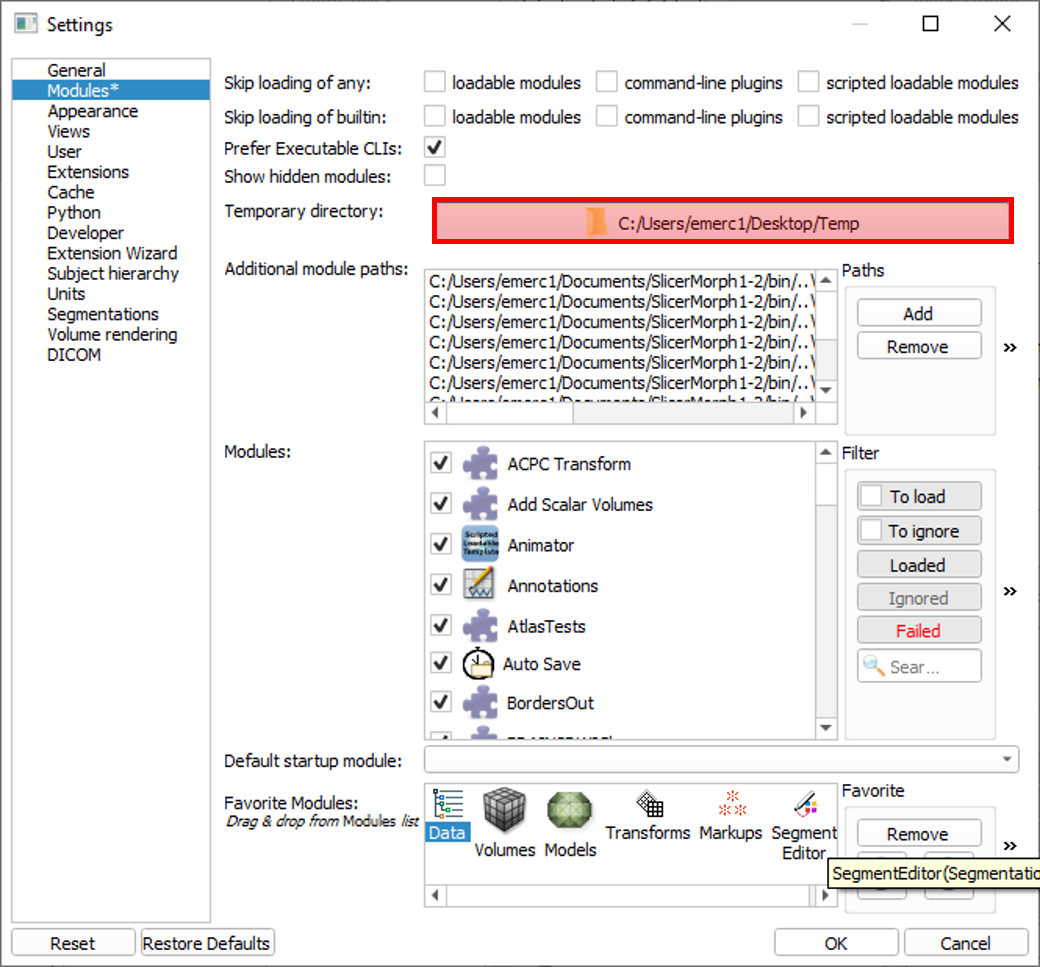 Settings
General
Modules*
Appearance
Views
User
Extensions
Cache
Python
Developer
Extension Wizard
Subject hierarchy
Units
Segmentations
Volume rendering
DICOM
Skip loading of any: loadable modules command-line plugins scripted loadable modules
Skip loading of builtin: loadable modules command-line plugins scripted loadable modules
Prefer Executable CLIs:
Show hidden modules:
Temporary directory: C:/Users/emerc1/Desktop/Temp
Additional module paths:
C:/Users/emerc1/Documents/SlicerMorph1-2/bin/..\
C:/Users/emerc1/Documents/SlicerMorph1-2/bin/..\
C:/Users/emerc1/Documents/SlicerMorph1-2/bin/..\
C:/Users/emerc1/Documents/SlicerMorph1-2/bin/..\
C:/Users/emerc1/Documents/SlicerMorph1-2/bin/..\
C:/Users/emerc1/Documents/SlicerMorph1-2/bin/..\
Paths
Add
Remove
»
Modules:
ACPC Transform
Add Scalar Volumes
Scripted
Loadable
Template
Animator
Annotations
AtlasTests
Auto Save
BordersOut
Filter
To load
To ignore
Loaded
Ignored
Failed
Sear...
»
Default startup module:
Favorite Modules:
Drag & drop from Modules list
Data
Volumes
Models
Transforms
Markups
Segment
Editor
Favorite
Remove
»
SegmentEditor(Segmentatio
Reset
Restore Defaults
OK
Cancel